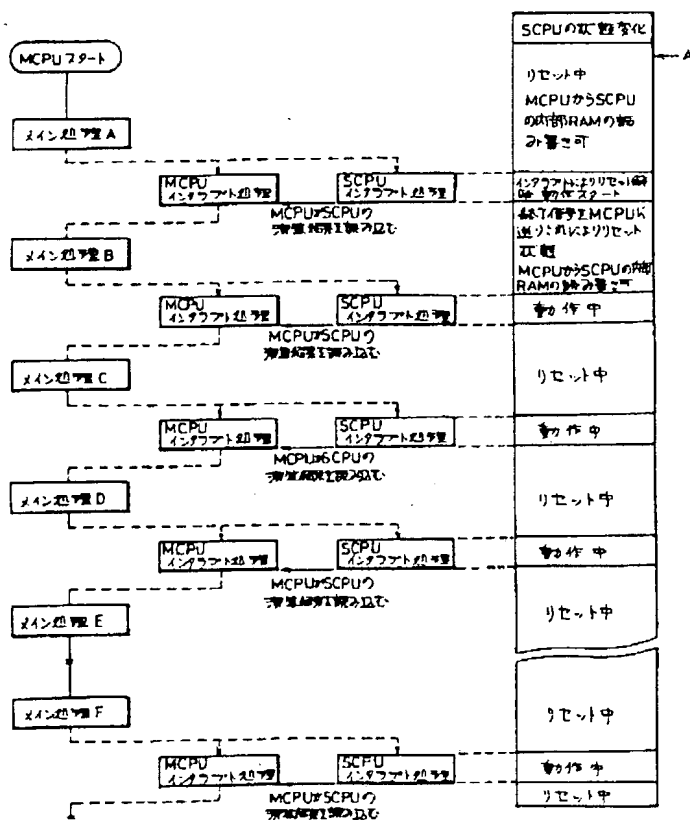 SCPUの状態変化
A
MCPUスタート
リセット中
MCPUからSCPU
の内部RAMの読
み書き可
メイン処理A
MCPU
インタラプト処理
SCPU
インタラプト処理
インタラプトによりリセット解
除 動作スタート
MCPUがSCPUの
演算結果を読み込む
終了信号をMCPUに
送りこれによりリセット
状態
MCPUからSCPUの内部
RAMの読み書き可
メイン処理B
MCPU
インタラプト処理
SCPU
インタラプト処理
動作中
MCPUがSCPUの
演算結果を読み込む
メイン処理C
リセット中
MCPU
インタラプト処理
SCPU
インタラプト処理
動作中
MCPUがSCPUの
演算結果を読み込む
メイン処理D
リセット中
MCPU
インタラプト処理
SCPU
インタラプト処理
動作中
MCPUがSCPUの
演算結果を読み込む
メイン処理E
リセット中
メイン処理F
リセット中
MCPU
インタラプト処理
SCPU
インタラプト処理
動作中
MCPUがSCPUの
演算結果を読み込む
リセット中